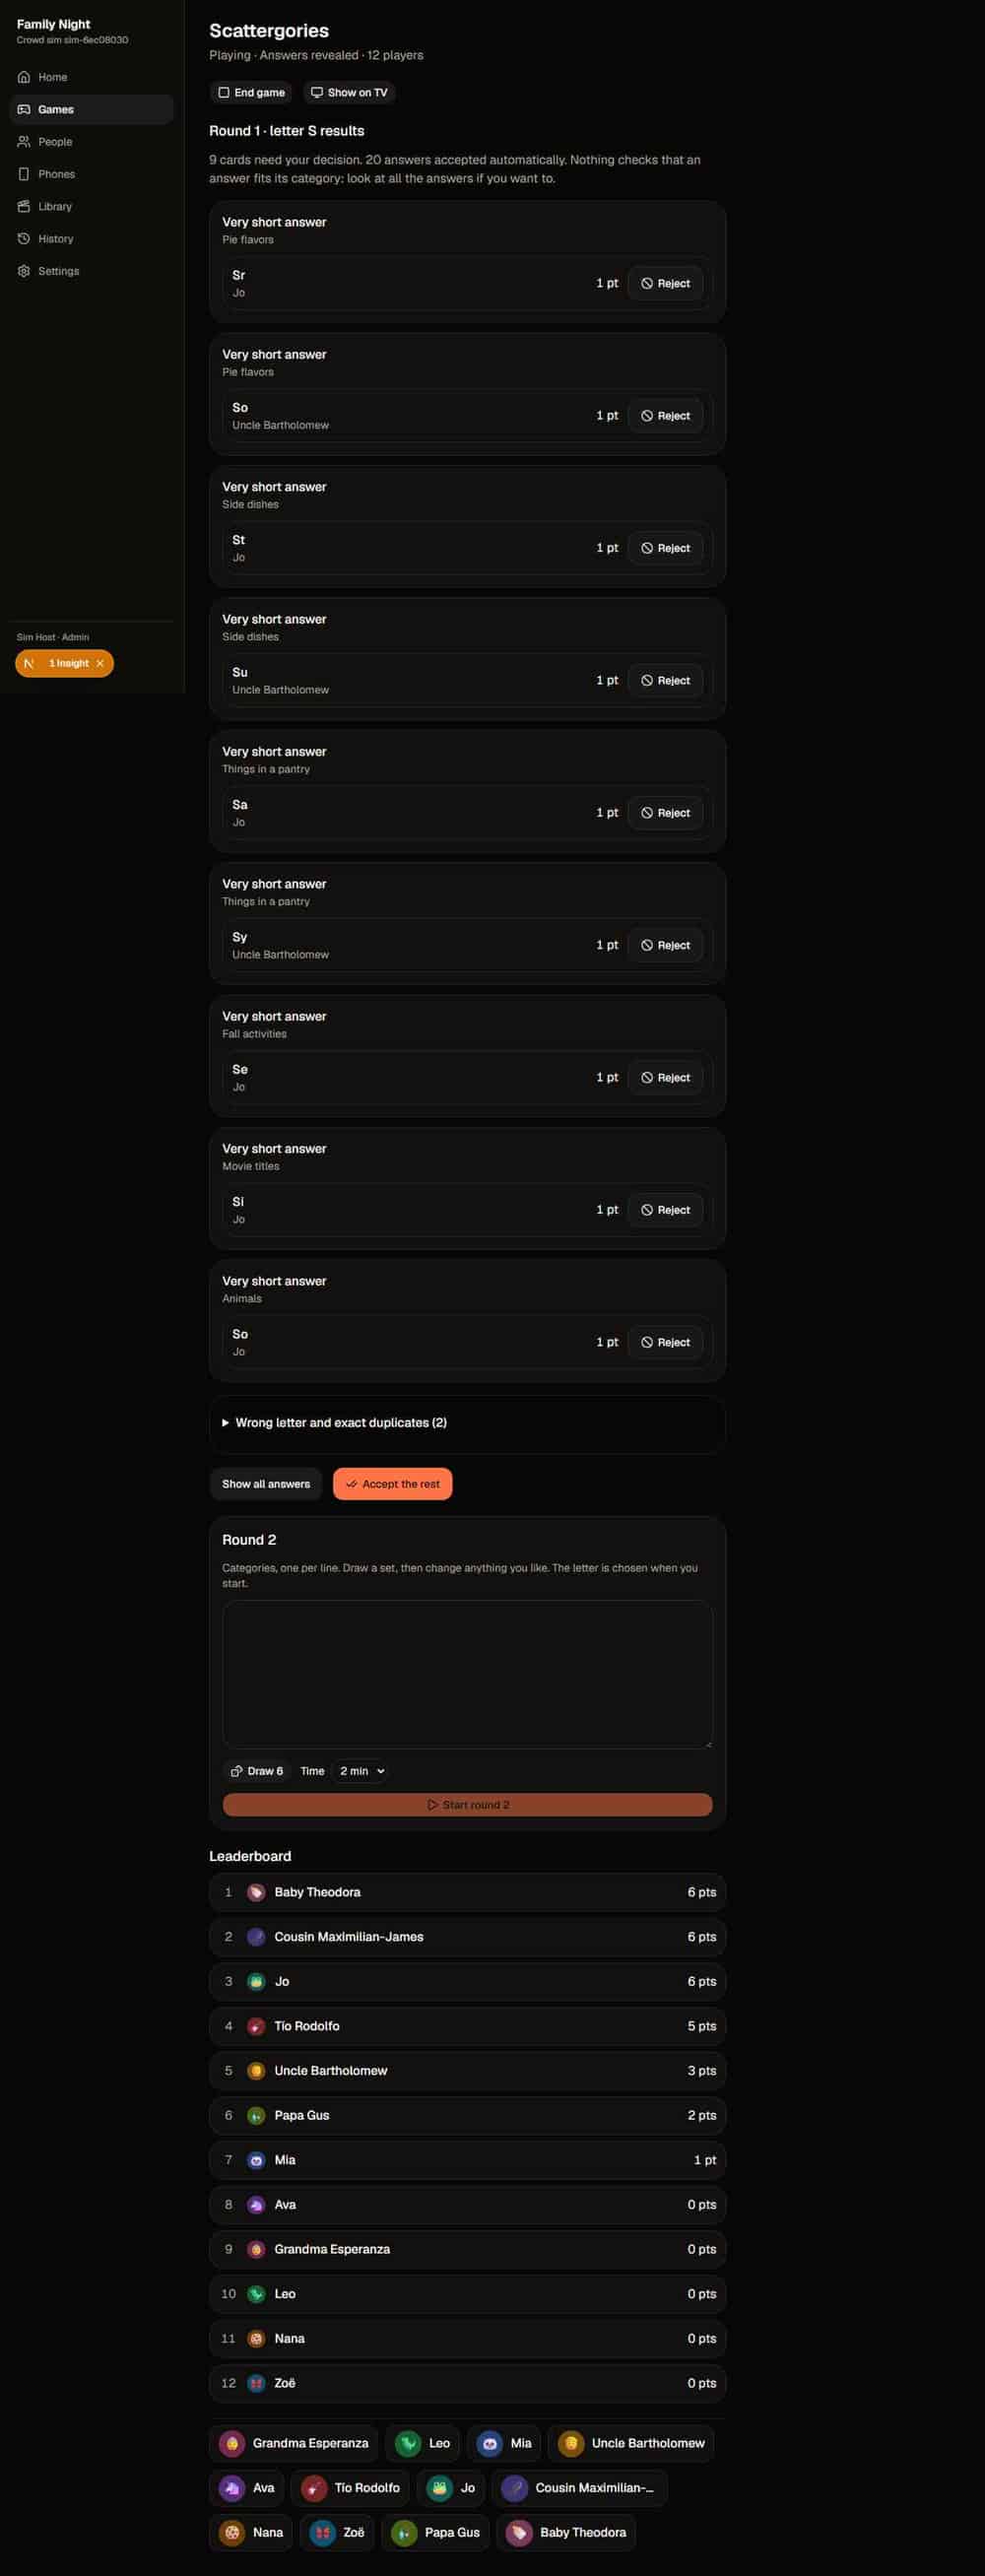 Family Night
Crowd sim sim-6ec08030
Home
Games
People
Phones
Library
History
Settings
Sim Host · Admin
1 Insight
Scattergories
Playing · Answers revealed · 12 players
End game
Show on TV
Round 1 · letter S results
9 cards need your decision. 20 answers accepted automatically. Nothing checks that an
answer fits its category: look at all the answers if you want to.
Very short answer
Pie flavors
Sr
Jo
1 pt
Reject
Very short answer
Pie flavors
So
Uncle Bartholomew
1 pt
Reject
Very short answer
Side dishes
St
Jo
1 pt
Reject
Very short answer
Side dishes
Su
Uncle Bartholomew
1 pt
Reject
Very short answer
Things in a pantry
Sa
Jo
1 pt
Reject
Very short answer
Things in a pantry
Sy
Uncle Bartholomew
1 pt
Reject
Very short answer
Fall activities
Se
Jo
1 pt
Reject
Very short answer
Movie titles
Si
Jo
1 pt
Reject
Very short answer
Animals
So
Jo
1 pt
Reject
Wrong letter and exact duplicates (2)
Show all answers
Accept the rest
Round 2
Categories, one per line. Draw a set, then change anything you like. The letter is chosen when you
start.
Draw 6
Time
2 min
Start round 2
Leaderboard
1 Baby Theodora 6 pts
2 Cousin Maximilian-James 6 pts
3 Jo 6 pts
4 Tío Rodolfo 5 pts
5 Uncle Bartholomew 3 pts
6 Papa Gus 2 pts
7 Mia 1 pt
8 Ava 0 pts
9 Grandma Esperanza 0 pts
10 Leo 0 pts
11 Nana 0 pts
12 Zoë 0 pts
Grandma Esperanza
Leo
Mia
Uncle Bartholomew
Ava
Tío Rodolfo
Jo
Cousin Maximilian-...
Nana
Zoë
Papa Gus
Baby Theodora